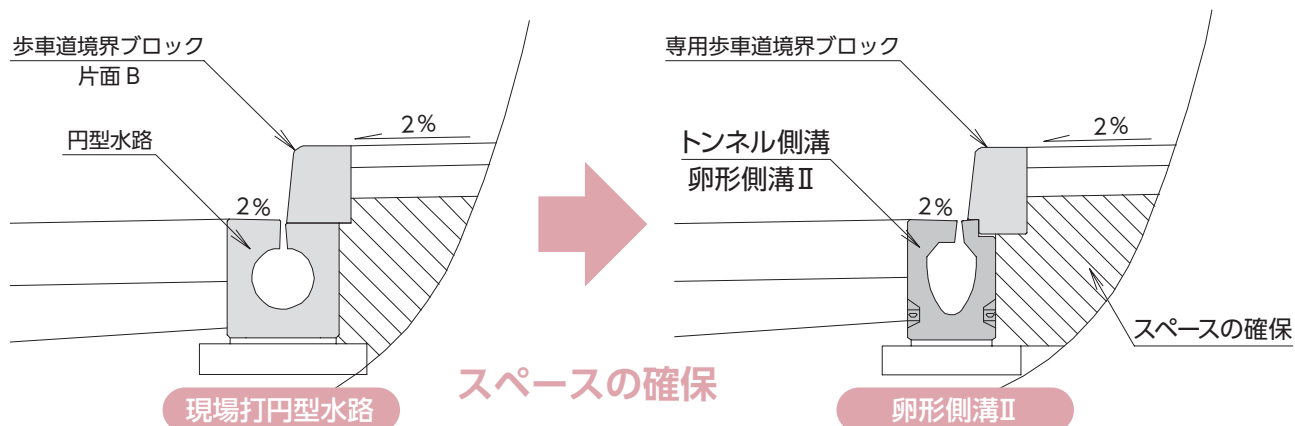 歩車道境界ブロック
片面 B
円型水路
2%
2%
現場打円型水路
スペースの確保
専用歩車道境界ブロック
トンネル側溝
卵形側溝Ⅱ
2%
2%
スペースの確保
卵形側溝Ⅱ